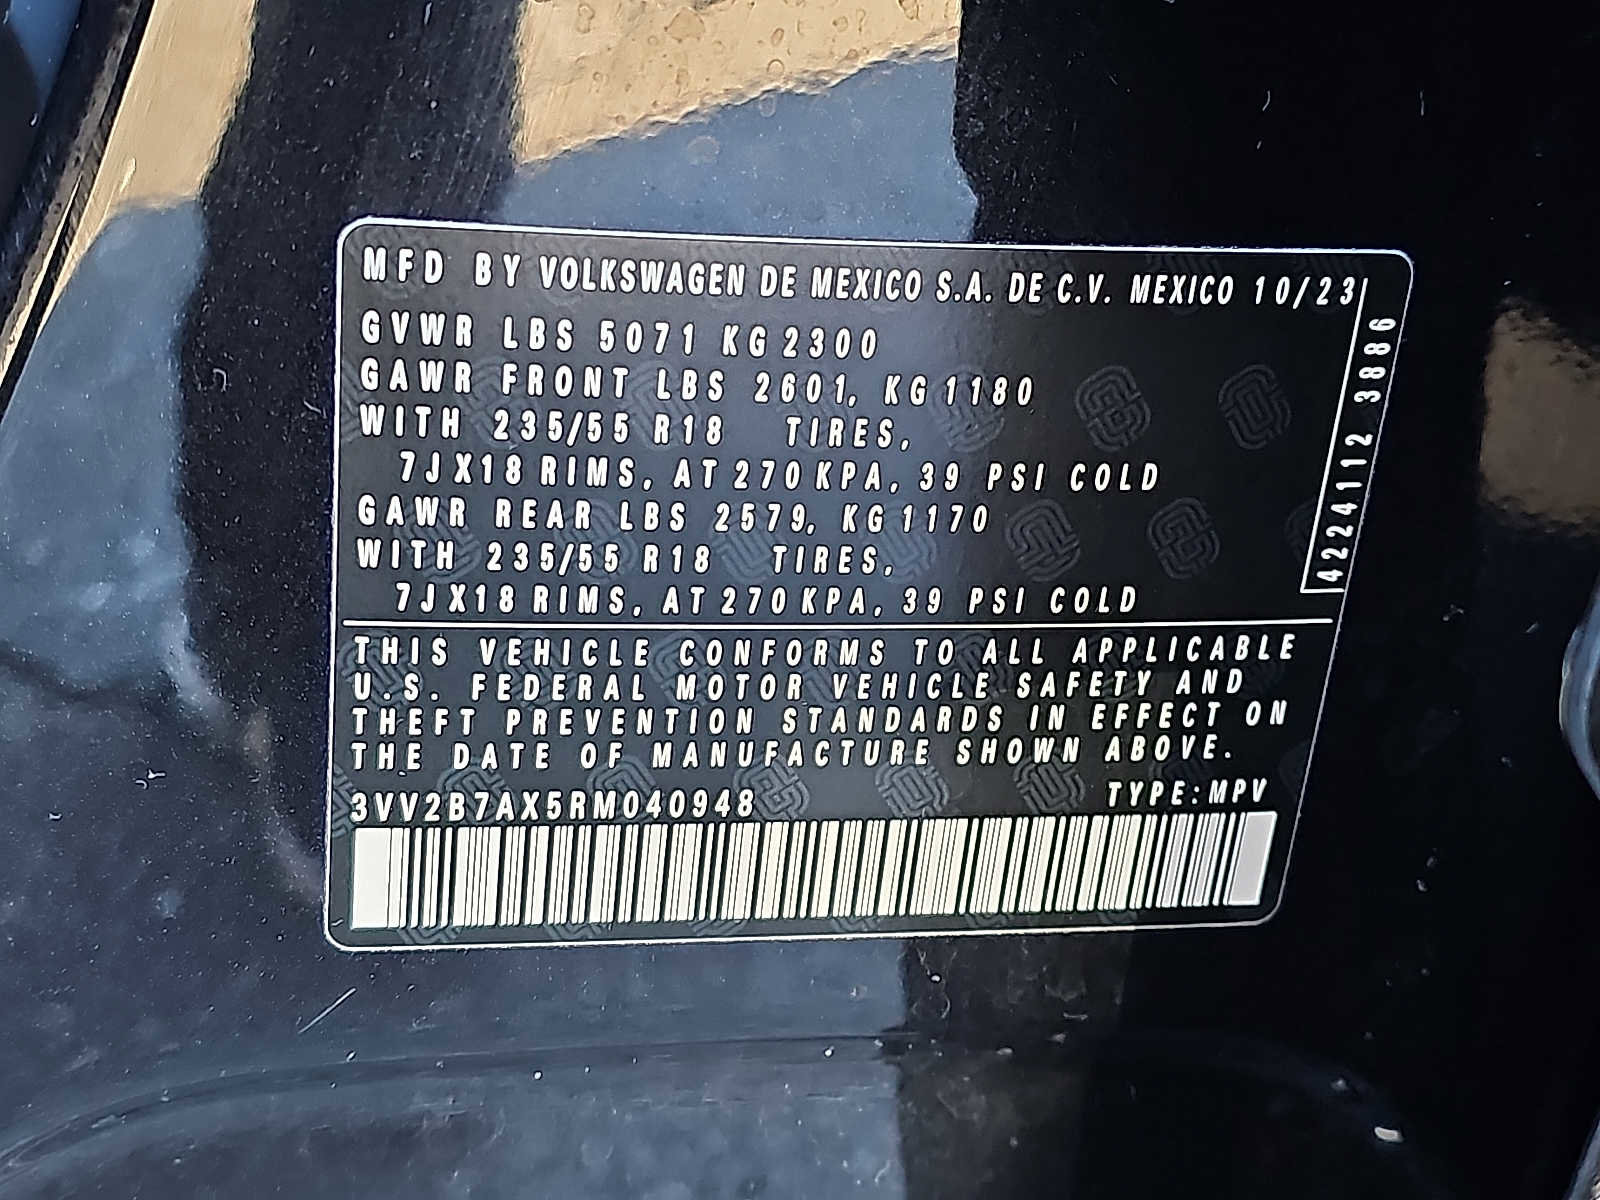 MFD BY VOLKSWAGEN DE MEXICO S.A. DE C.V. MEXICO 10/23
GVWR LBS 5071 KG 2300
GAWR FRONT LBS 2601, KG 1180
WITH 235/55 R18 TIRES,
7JX18 RIMS, AT 270 KPA, 39 PSI COLD
GAWR REAR LBS 2579, KG 1170
WITH 235/55 R18 TIRES,
7JX18 RIMS, AT 270 KPA, 39 PSI COLD
4224112 3886
THIS VEHICLE CONFORMS TO ALL APPLICABLE
U.S. FEDERAL MOTOR VEHICLE SAFETY AND
THEFT PREVENTION STANDARDS IN EFFECT ON
THE DATE OF MANUFACTURE SHOWN ABOVE.
3VV2B7AX5RM040948 TYPE:MPV